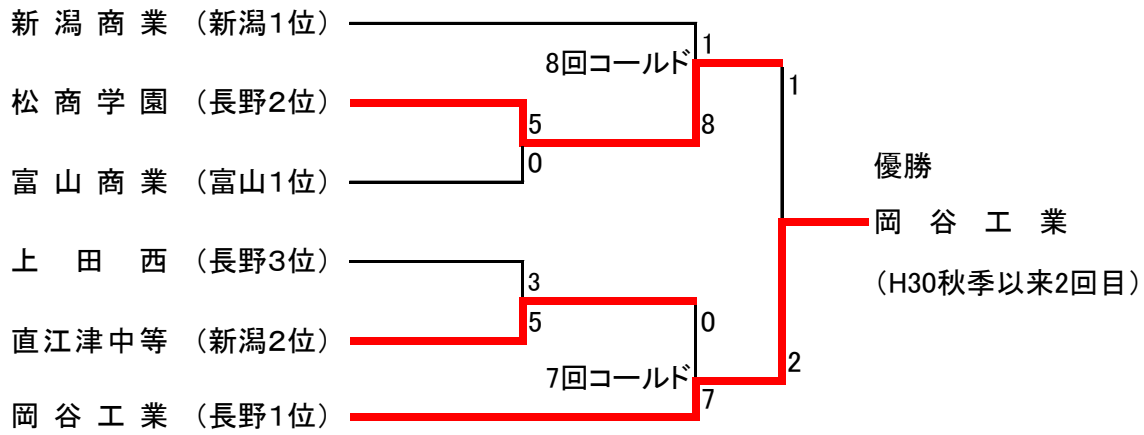 新潟商業 (新潟1位)
1
8回コールド
松商学園 (長野2位)
1
5
8
0
富山商業 (富山1位)
優勝
岡谷工業
上田西 (長野3位)
3
(H30秋季以来2回目)
5
0
直江津中等 (新潟2位)
2
7回コールド
7
岡谷工業 (長野1位)